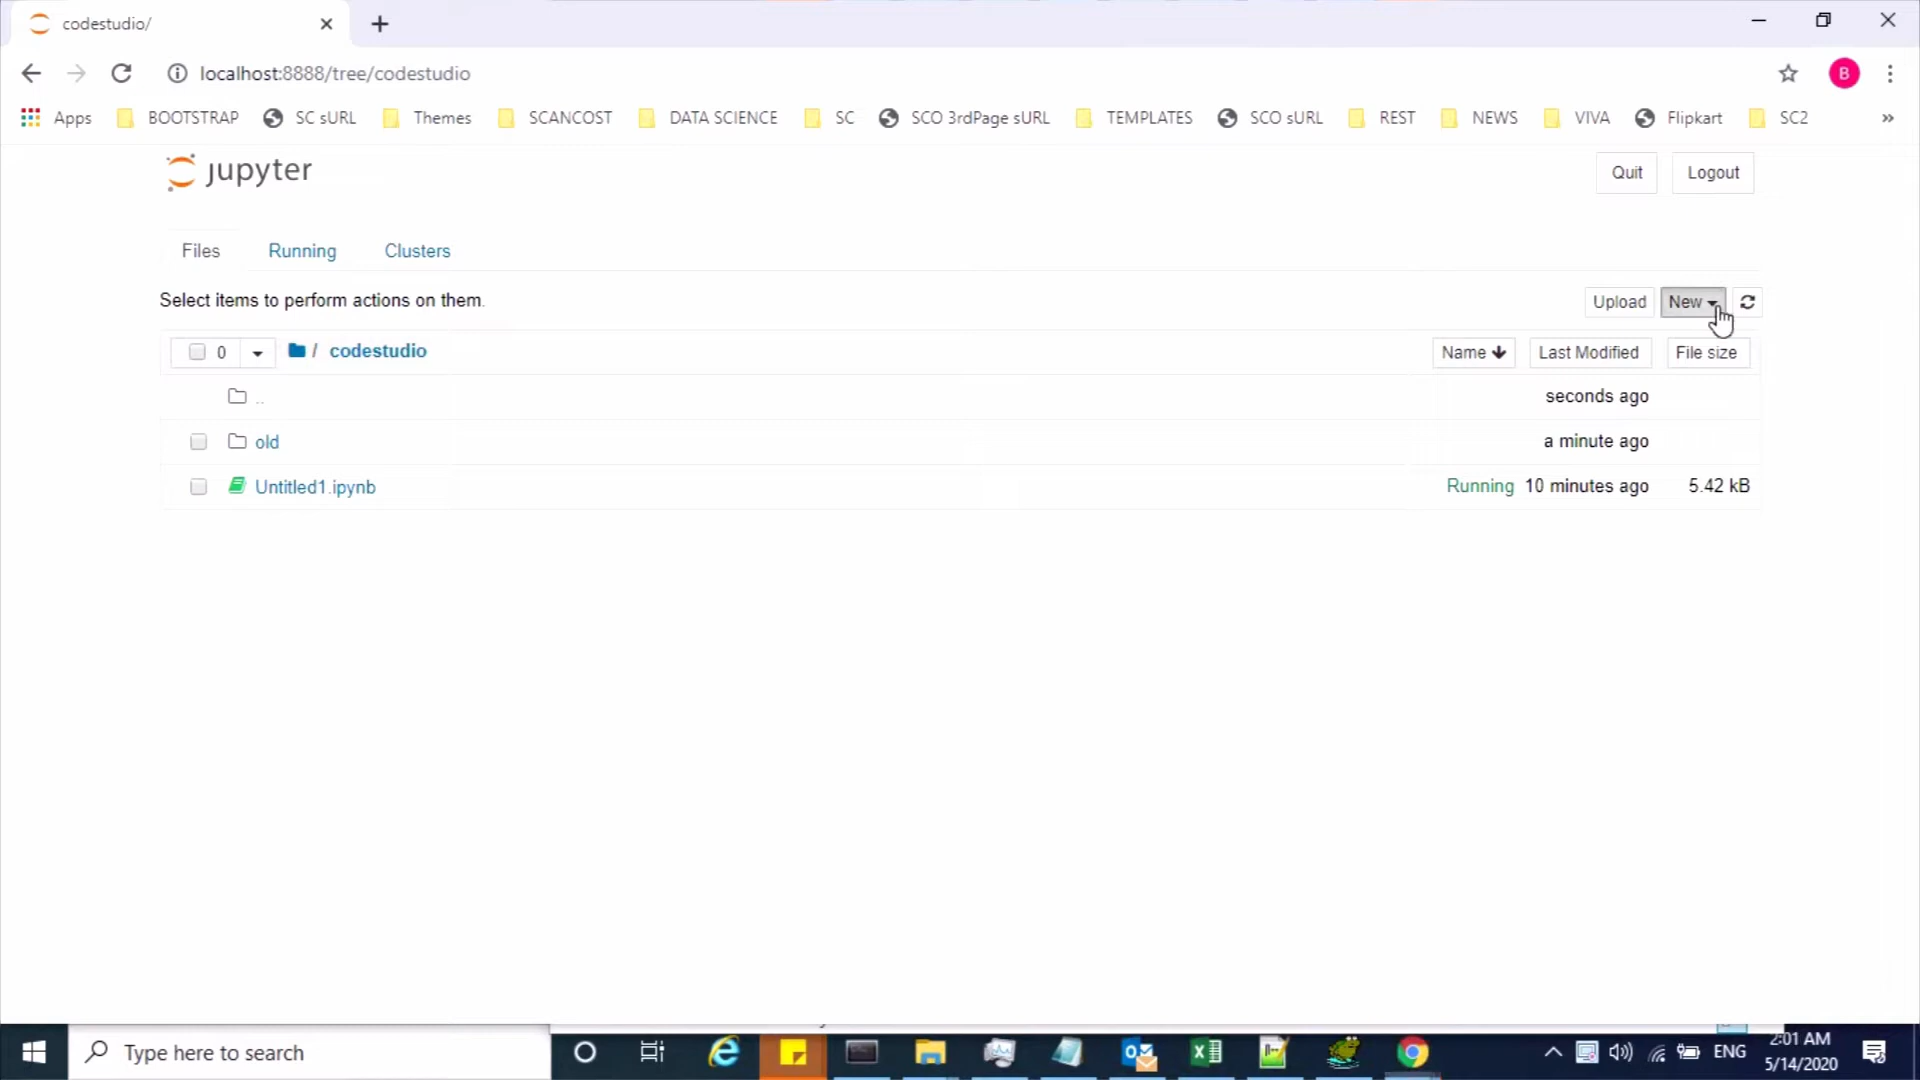 codestudio/
localhost:8888/tree/codestudio
B
Apps BOOTSTRAP SC sURL Themes SCANCOST DATA SCIENCE SC SCO 3rdPage sURL TEMPLATES SCO sURL REST NEWS VIVA Flipkart SC2 »
jupyter
Quit Logout
Files Running Clusters
Select items to perform actions on them.
Upload New
0 / codestudio Name Last Modified File size
.. seconds ago
old a minute ago
Untitled1.ipynb Running 10 minutes ago 5.42 kB
Type here to search
ENG
2:01 AM
5/14/2020